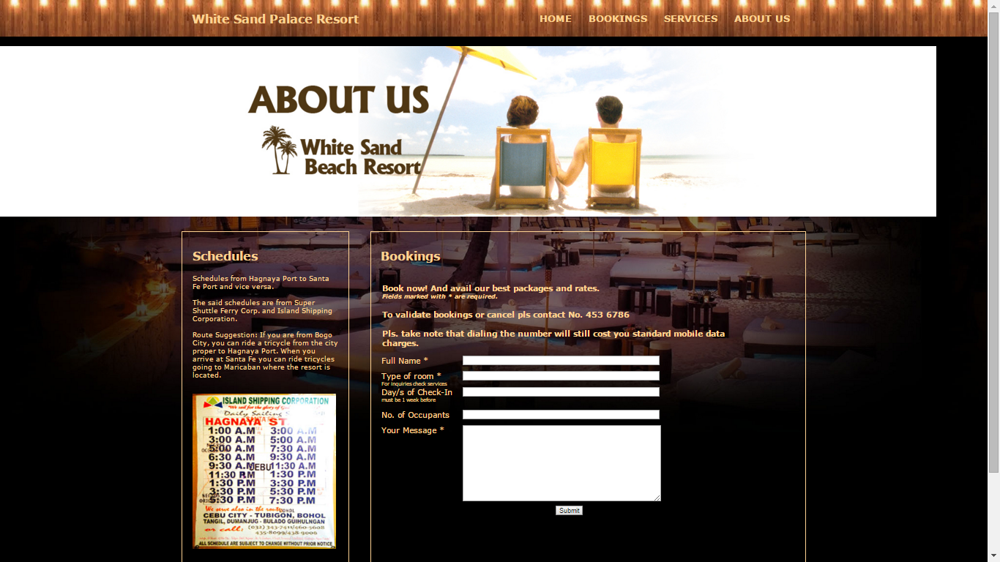 White Sand Palace Resort
HOME BOOKINGS SERVICES ABOUT US
ABOUT US
White Sand
Beach Resort
Schedules
Schedules from Hagnaya Port to Santa
Fe Port and vice versa.
The said schedules are from Super
Shuttle Ferry Corp. and Island Shipping
Corporation.
Route Suggestion: If you are from Bogo
City, you can ride a tricycle from the city
proper to Hagnaya Port. When you
arrive at Santa Fe you can ride tricycles
going to Maricaban where the resort is
located.
ISLAND SHIPPING CORPORATION
"We sail for the glory of
Daily Sailing
HAGNAYA ST.
1:00 A.M 3:00 A.M
3:00 A.M 5:00 A.M
5:00 A.M 7:30 A.M
6:30 A.M 9:30 A.M
9:30 A.M 11:30 A.M
CEBU
11:30 P.M 1:30 P.M
1:30 P.M 3:30 P.M
3:30 P.M 5:30 P.M
5:30 P.M 7:30 P.M
We serve also in the route:
CEBU CITY - TUBIGON, BOHOL
TANGIL, DUMANJUG - BULADO GUIHULNGAN
or call: (032) 343-7411/460-5608
435-8099/438-9006
ALL SCHEDULE ARE SUBJECT TO CHANGE WITHOUT PRIOR NOTICE
Bookings
Book now! And avail our best packages and rates.
Fields marked with * are required.
To validate bookings or cancel pls contact No. 453 6786
Pls. take note that dialing the number will still cost you standard mobile data
charges.
Full Name *
Type of room *
For inquiries check services
Day/s of Check-In
must be 1 week before
No. of Occupants
Your Message *
Submit